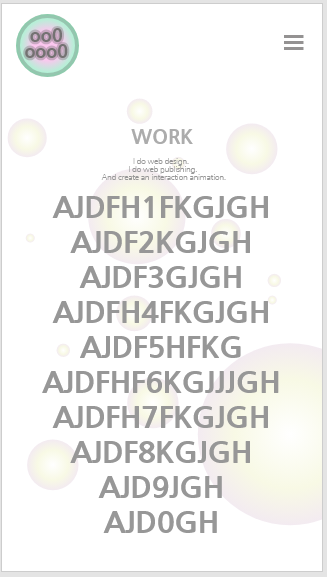 oo0
ooo0
WORK
I do web design.
I do web publishing.
And create an interaction animation.
AJDFH1FKGJGH
AJDF2KGJGH
AJDF3GJGH
AJDFH4FKGJGH
AJDF5HFKG
AJDFHF6KGJJJGH
AJDFH7FKGJGH
AJDF8KGJGH
AJD9JGH
AJD0GH